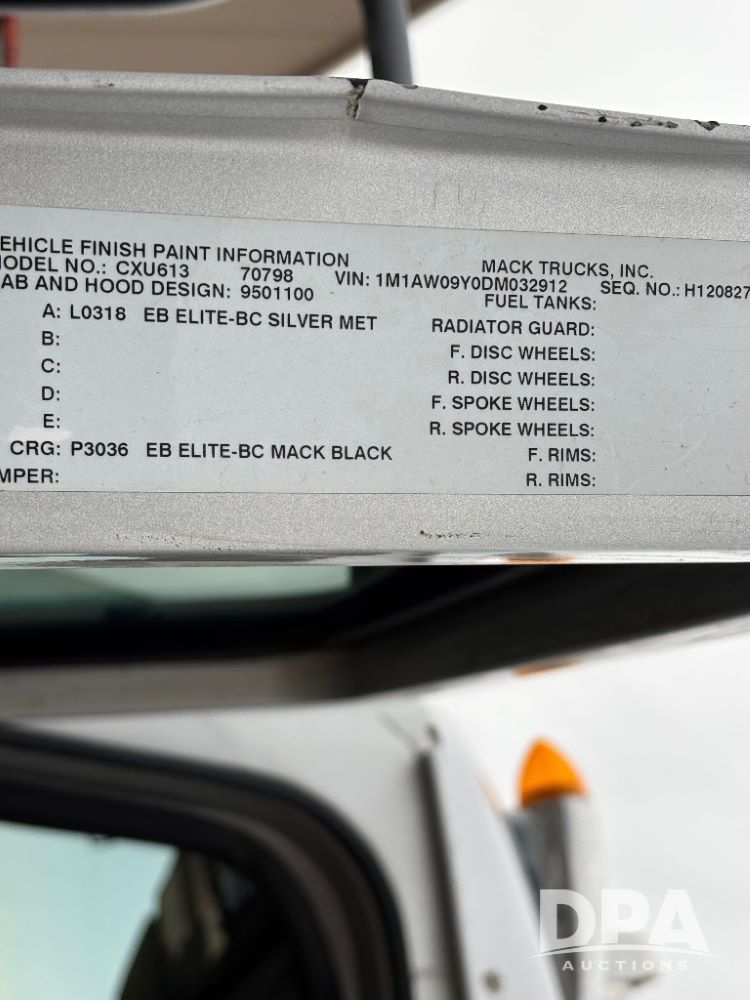 EHICLE FINISH PAINT INFORMATION MACK TRUCKS, INC.
ODEL NO.: CXU613 70798 VIN: 1M1AW09Y0DM032912 SEQ. NO.: H120827
AB AND HOOD DESIGN: 9501100 FUEL TANKS:
A: L0318 EB ELITE-BC SILVER MET RADIATOR GUARD:
B: F. DISC WHEELS:
C: R. DISC WHEELS:
D: F. SPOKE WHEELS:
E: R. SPOKE WHEELS:
CRG: P3036 EB ELITE-BC MACK BLACK F. RIMS:
MPER: R. RIMS:
DPA
AUCTIONS